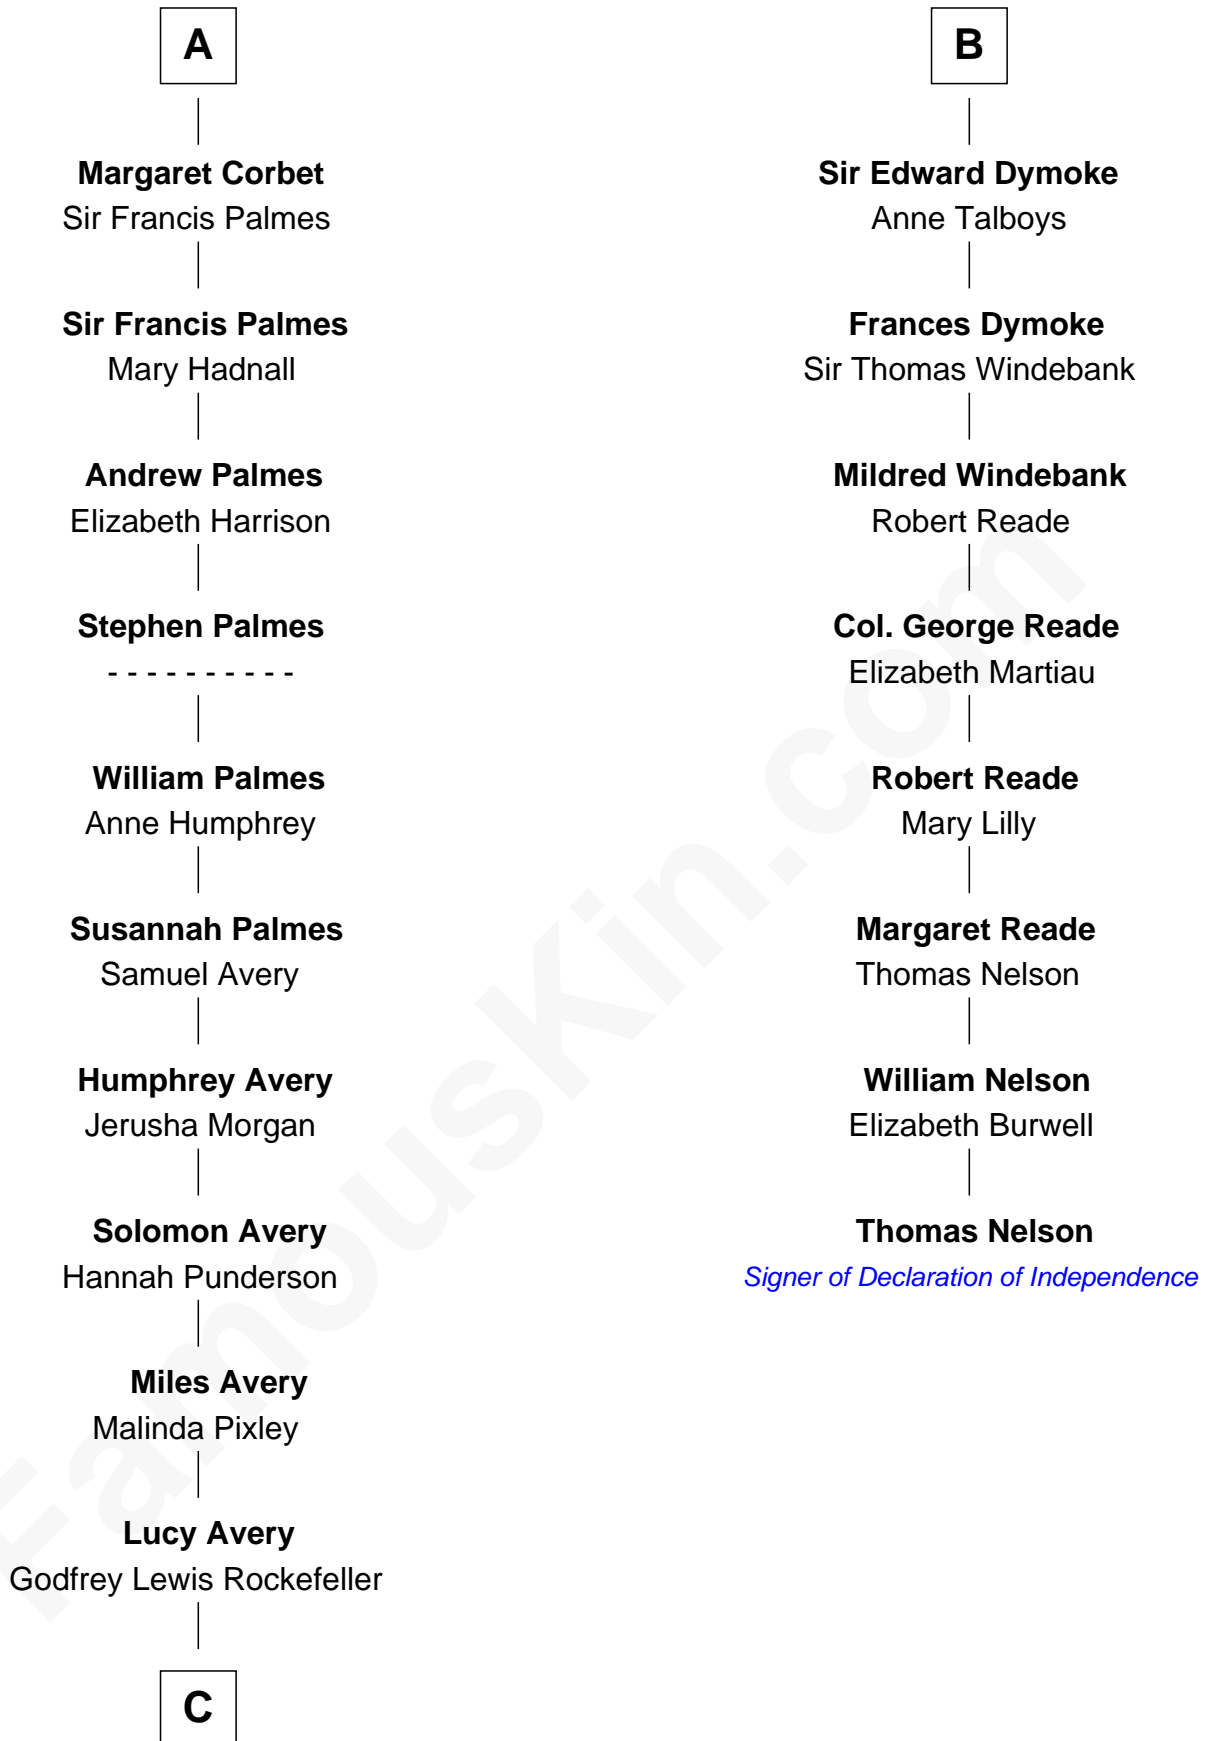 A
Margaret Corbet
Sir Francis Palmes
Sir Francis Palmes
Mary Hadnall
Andrew Palmes
Elizabeth Harrison
Stephen Palmes
- - - - - - - - - -
William Palmes
Anne Humphrey
Susannah Palmes
Samuel Avery
Humphrey Avery
Jerusha Morgan
Solomon Avery
Hannah Punderson
Miles Avery
Malinda Pixley
Lucy Avery
Godfrey Lewis Rockefeller
C
B
Sir Edward Dymoke
Anne Talboys
Frances Dymoke
Sir Thomas Windebank
Mildred Windebank
Robert Reade
Col. George Reade
Elizabeth Martiau
Robert Reade
Mary Lilly
Margaret Reade
Thomas Nelson
William Nelson
Elizabeth Burwell
Thomas Nelson
Signer of Declaration of Independence
FamousKin.com